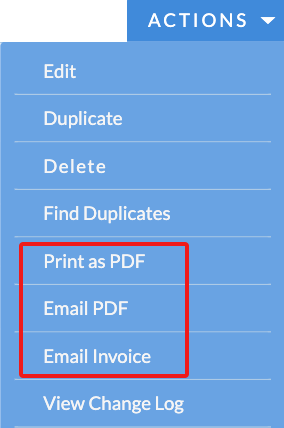 ACTIONS
Edit
Duplicate
Delete
Find Duplicates
Print as PDF
Email PDF
Email Invoice
View Change Log